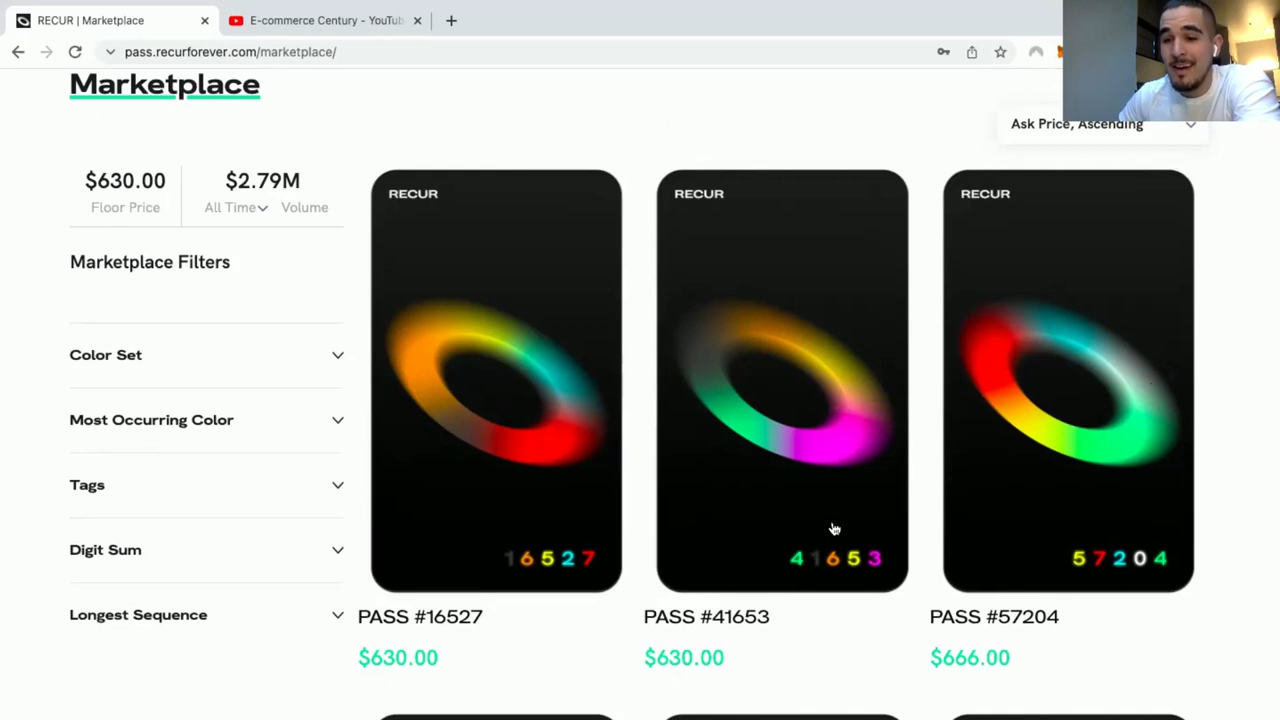 RECUR | Marketplace
E-commerce Century - YouTub
pass.recurforever.com/marketplace/
Marketplace
Ask Price, Ascending
$630.00
Floor Price
$2.79M
All Time Volume
Marketplace Filters
Color Set
Most Occurring Color
Tags
Digit Sum
Longest Sequence
RECUR
16527
PASS #16527
$630.00
RECUR
41653
PASS #41653
$630.00
RECUR
57204
PASS #57204
$666.00